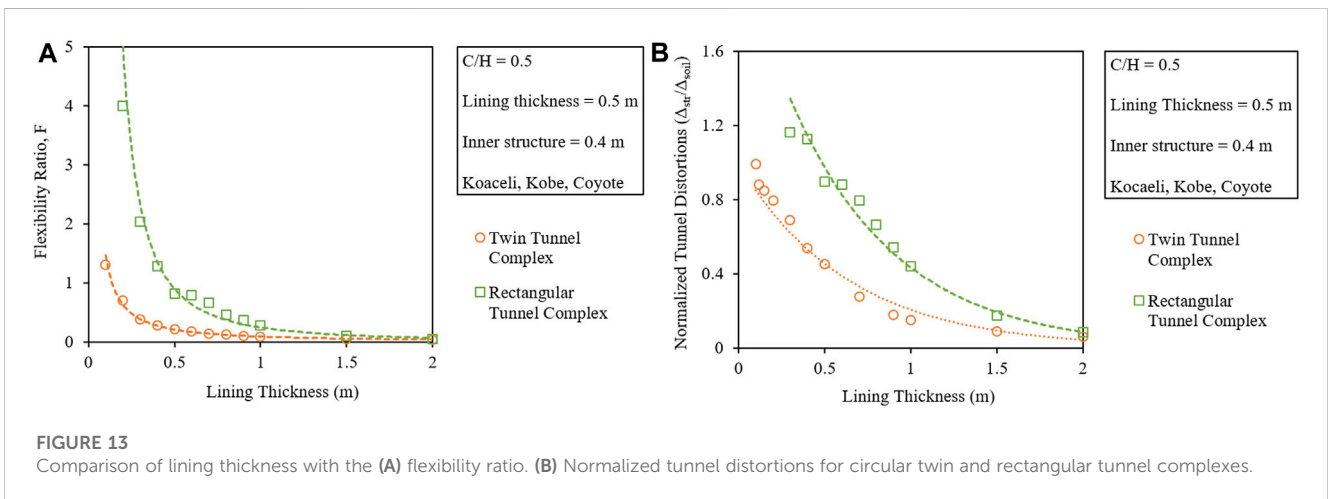 A
5
4
3
2
1
0
Flexibility Ratio, F
0
0.5
1
1.5
2
Lining Thickness (m)
C/H = 0.5
Lining thickness = 0.5 m
Inner structure = 0.4 m
Koaceli, Kobe, Coyote
Twin Tunnel
Complex
Rectangular
Tunnel Complex
B
1.6
1.2
0.8
0.4
0
Normalized Tunnel Distortions (Δstr/Δsoil)
0
0.5
1
1.5
2
Lining Thickness (m)
C/H = 0.5
Lining Thickness = 0.5 m
Inner structure = 0.4 m
Kocaeli, Kobe, Coyote
Twin Tunnel
Complex
Rectangular
Tunnel Complex
FIGURE 13
Comparison of lining thickness with the (A) flexibility ratio. (B) Normalized tunnel distortions for circular twin and rectangular tunnel complexes.